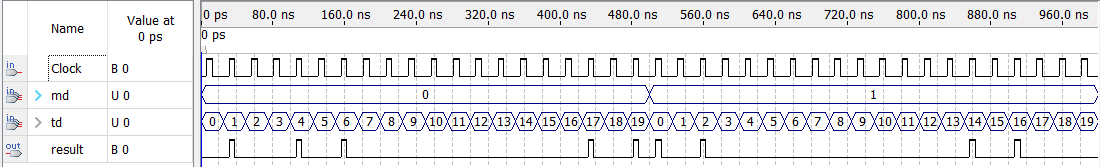 Name Value at 0 ps 0 ps 80.0 ns 160.0 ns 240.0 ns 320.0 ns 400.0 ns 480.0 ns 560.0 ns 640.0 ns 720.0 ns 800.0 ns 880.0 ns 960.0 ns
0 ps
in Clock B 0
in md U 0 0 1
in td U 0 0 1 2 3 4 5 6 7 8 9 10 11 12 13 14 15 16 17 18 19 0 1 2 3 4 5 6 7 8 9 10 11 12 13 14 15 16 17 18 19
out result B 0